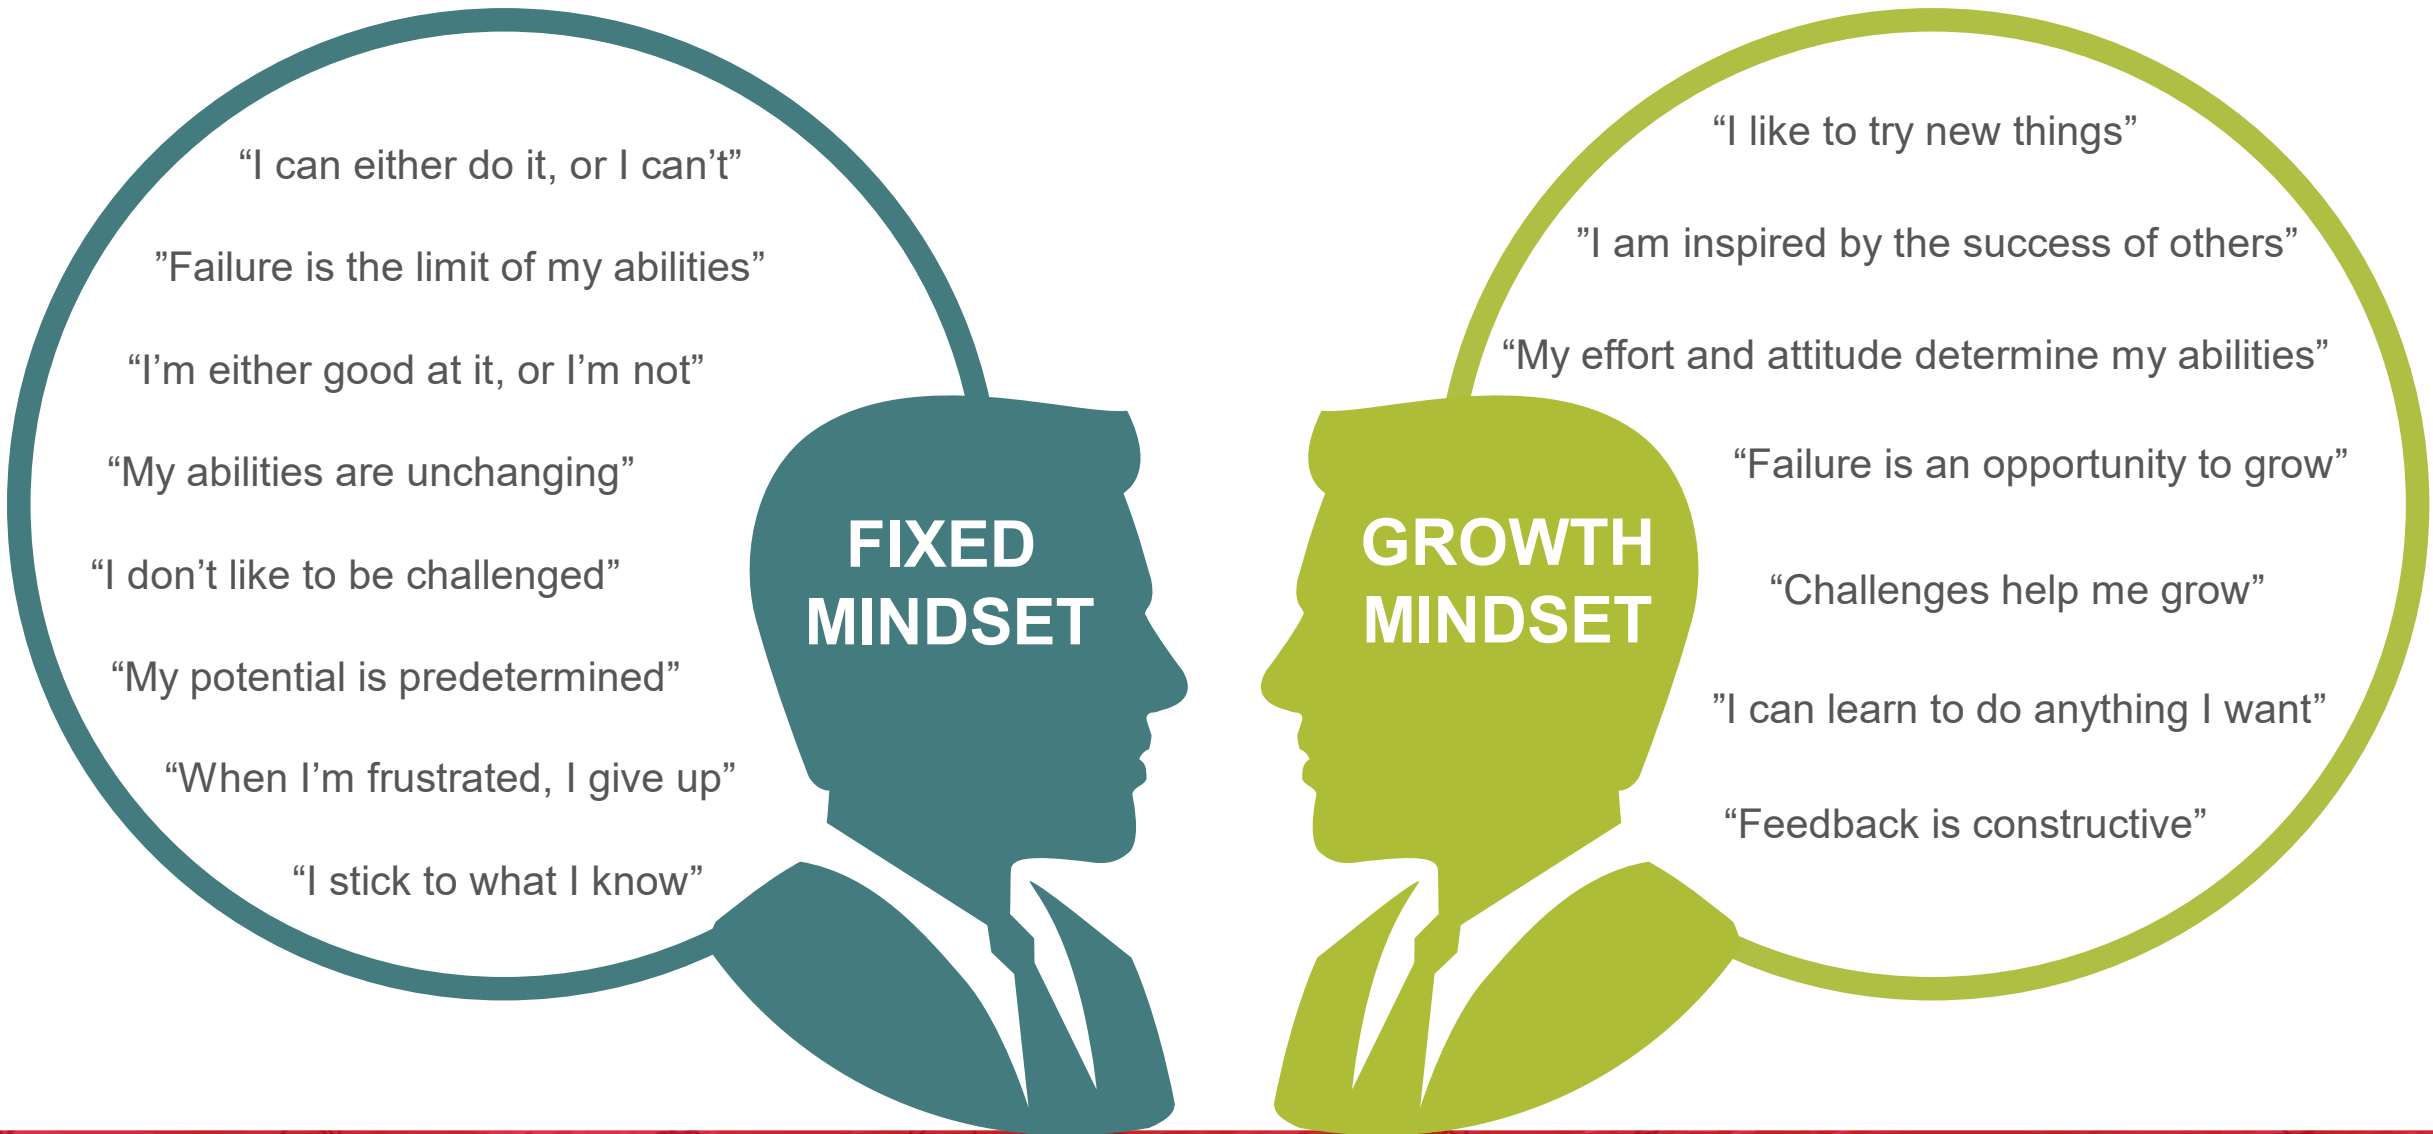 “I can either do it, or I can’t”
”Failure is the limit of my abilities”
“I’m either good at it, or I’m not”
“My abilities are unchanging”
“I don’t like to be challenged”
“My potential is predetermined”
“When I’m frustrated, I give up”
“I stick to what I know”
FIXED
MINDSET
GROWTH
MINDSET
“I like to try new things”
”I am inspired by the success of others”
“My effort and attitude determine my abilities”
“Failure is an opportunity to grow”
“Challenges help me grow”
”I can learn to do anything I want”
“Feedback is constructive”